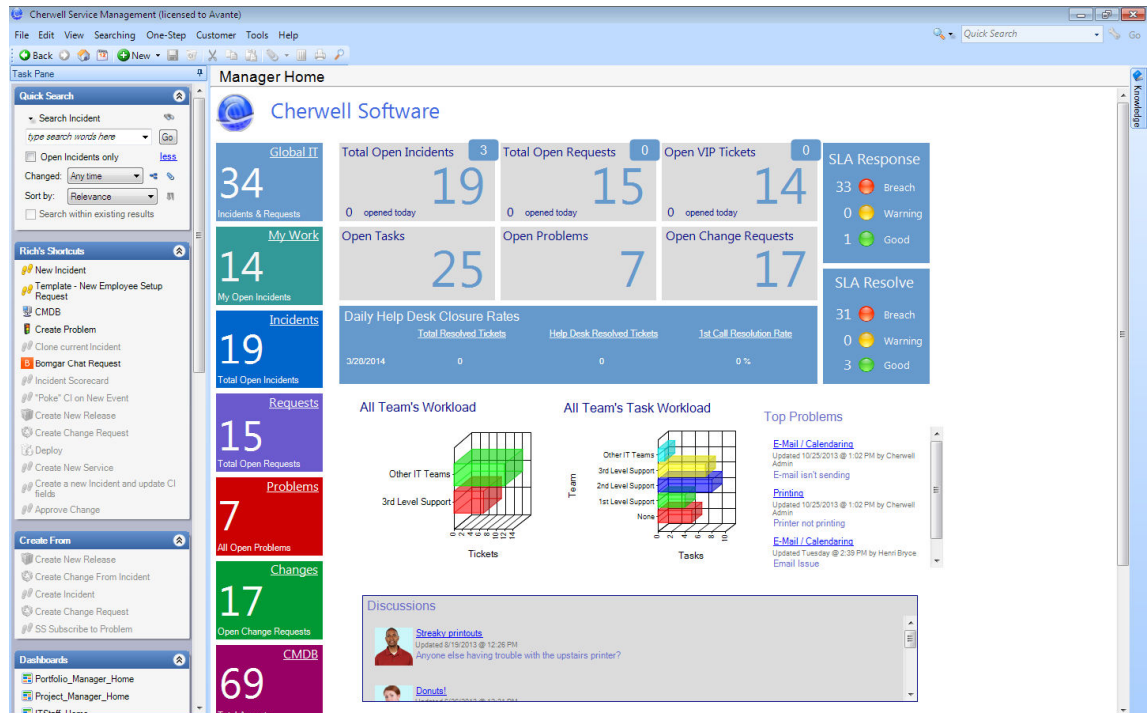 Cherwell Service Management (licensed to Avante)
File Edit View Searching One-Step Customer Tools Help
Quick Search
Go
Back
New
Task Pane
Quick Search
Search Incident
type search words here
Go
Open Incidents only
less
Changed: Any time
Sort by: Relevance
Search within existing results
Rich's Shortcuts
New Incident
Template - New Employee Setup
Request
CMDB
Create Problem
Clone current Incident
Bomgar Chat Request
Incident Scorecard
"Poke" CI on New Event
Create New Release
Create Change Request
Deploy
Create New Service
Create a new Incident and update CI
fields
Approve Change
Create From
Create New Release
Create Change From Incident
Create Incident
Create Change Request
SS Subscribe to Problem
Dashboards
Portfolio_Manager_Home
Project_Manager_Home
ITStaff_Home
Manager Home
Cherwell Software
Global IT
34
Incidents & Requests
My Work
14
My Open Incidents
Incidents
19
Total Open Incidents
Requests
15
Total Open Requests
Problems
7
All Open Problems
Changes
17
Open Change Requests
CMDB
69
Total Open Incidents 3
19
0 opened today
Total Open Requests 0
15
0 opened today
Open VIP Tickets 0
14
0 opened today
Open Tasks
25
Open Problems
7
Open Change Requests
17
SLA Response
33 Breach
0 Warning
1 Good
SLA Resolve
31 Breach
0 Warning
3 Good
Daily Help Desk Closure Rates
Total Resolved Tickets Help Desk Resolved Tickets 1st Call Resolution Rate
3/28/2014 0 0 0 %
All Team's Workload
Other IT Teams
3rd Level Support
0 2 4 6 8 10 12 14
Tickets
All Team's Task Workload
Team
Other IT Teams
3rd Level Support
2nd Level Support
1st Level Support
None
0 2 4 6 8 10
Tasks
Top Problems
E-Mail / Calendaring
Updated 10/25/2013 @ 1:02 PM by Cherwell
Admin
E-mail isn't sending
Printing
Updated 10/25/2013 @ 1:02 PM by Cherwell
Admin
Printer not printing
E-Mail / Calendaring
Updated Tuesday @ 2:39 PM by Henri Bryce
Email Issue
Discussions
Streaky printouts
Updated 8/19/2013 @ 12:26 PM
Anyone else having trouble with the upstairs printer?
Donuts!
Knowledge